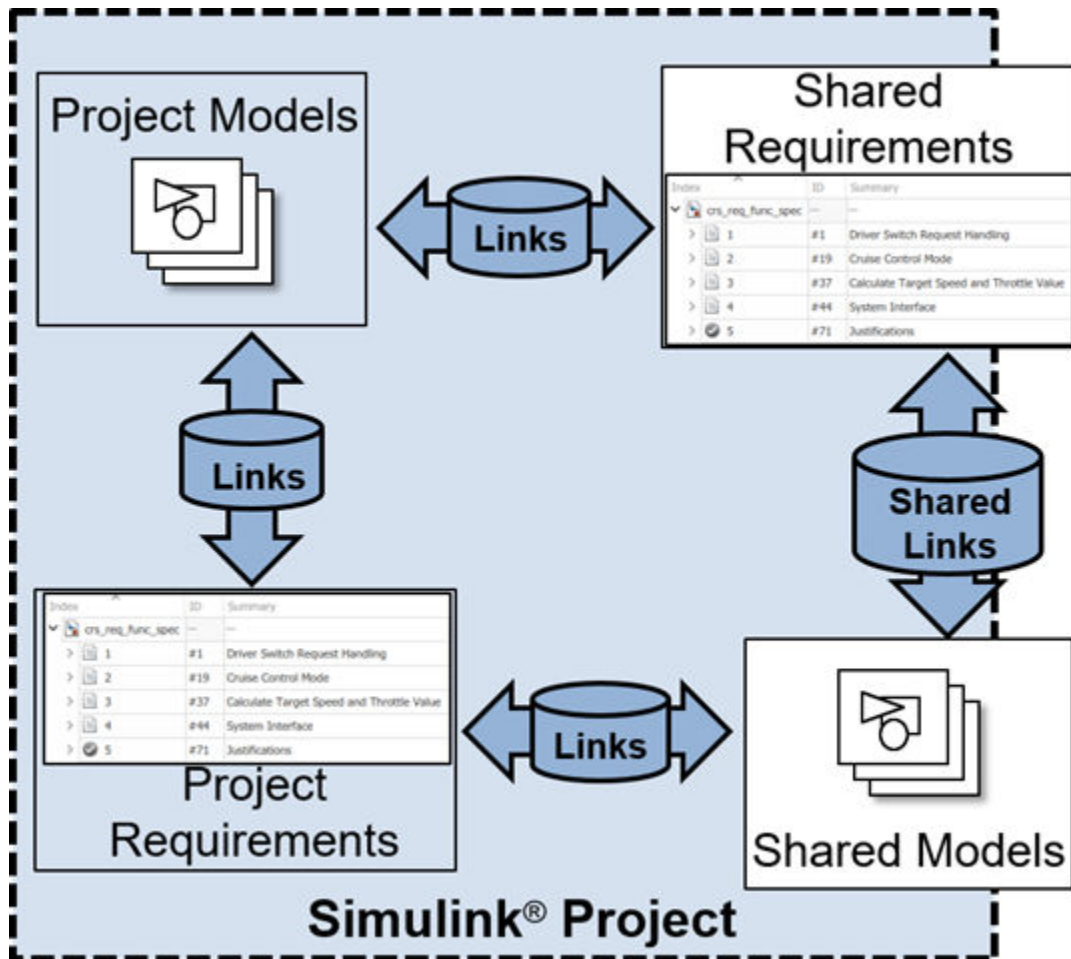 Project Models
Shared
Requirements
Index ID Summary
crs_req_func_spec -- --
1 #1 Driver Switch Request Handling
2 #19 Cruise Control Mode
3 #37 Calculate Target Speed and Throttle Value
4 #44 System Interface
5 #71 Justifications
Links
Links
Shared
Links
Index ID Summary
crs_req_func_spec -- --
1 #1 Driver Switch Request Handling
2 #19 Cruise Control Mode
3 #37 Calculate Target Speed and Throttle Value
4 #44 System Interface
5 #71 Justifications
Project
Requirements
Links
Shared Models
Simulink® Project